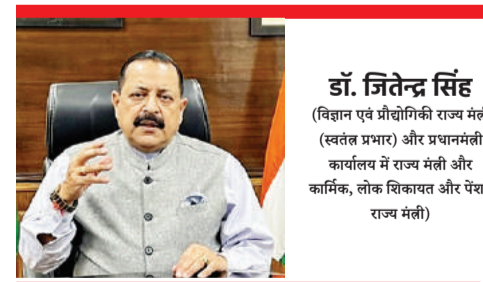 डॉ. जितेन्द्र सिंह
(विज्ञान एवं प्रौद्योगिकी राज्य
(स्वतंत्र प्रभार) और प्रधानमंत्री
कार्यालय में राज्य मंत्री और
कार्मिक, लोक शिकायत और
राज्य मंत्री)